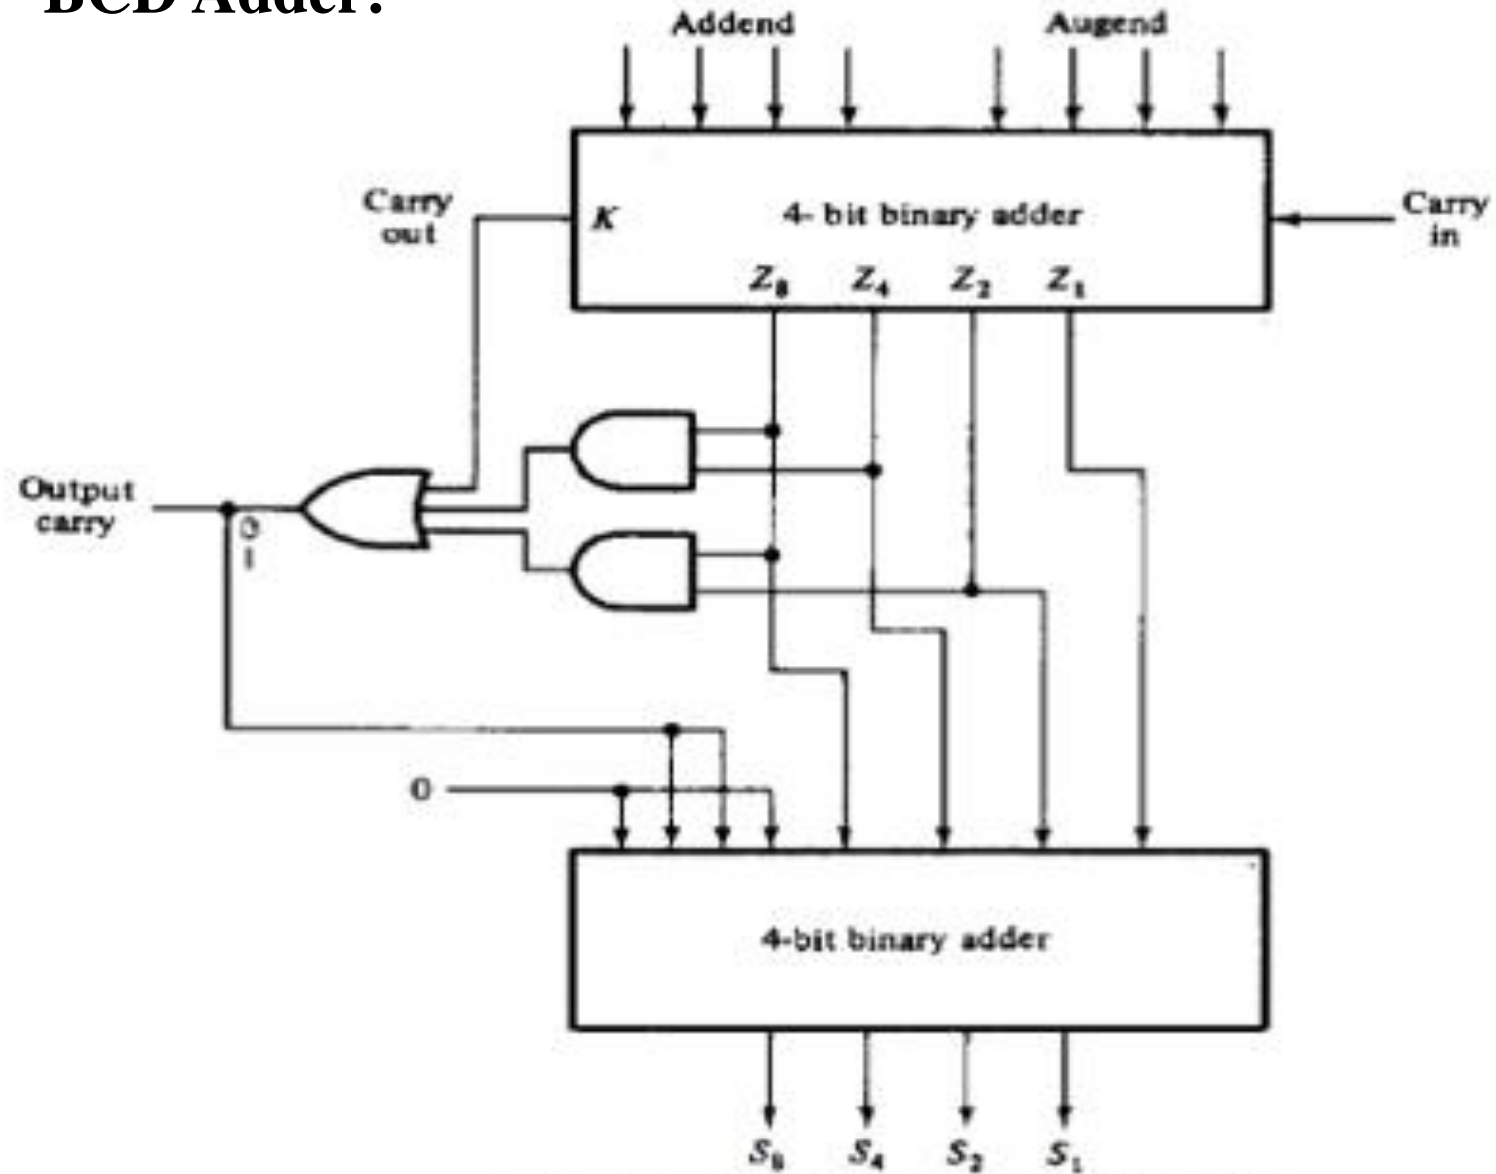 BCD Adder:
Addend Augend
Carry out
K
4- bit binary adder
Carry in
Z8 Z4 Z2 Z1
Output carry
0
1
0
4-bit binary adder
S8 S4 S2 S1